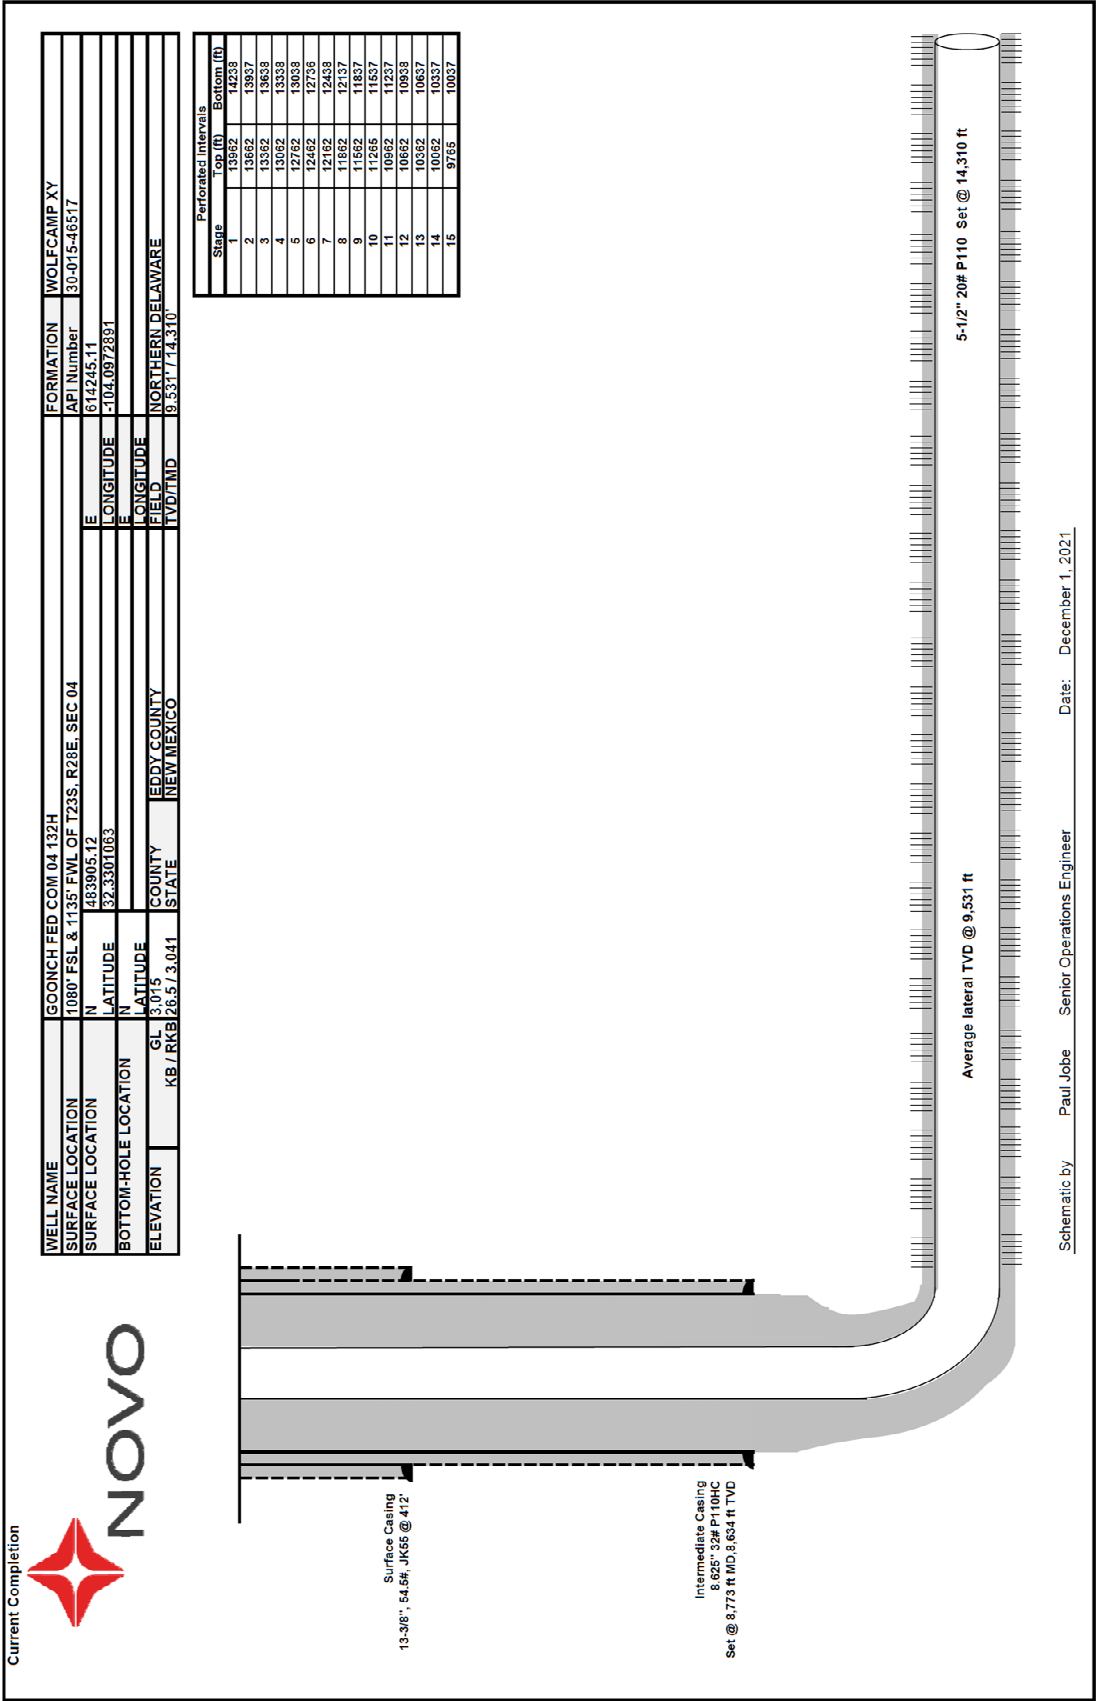 Current Completion
NOVO
WELL NAME GOONCH FED COM 04 132H FORMATION WOLFCAMP XY
SURFACE LOCATION 1080' FSL & 1135' FWL OF T23S, R28E, SEC 04 API Number 30-015-46517
SURFACE LOCATION N 483905.12 E 614245.11
LATITUDE 32.3301063 LONGITUDE -104.0972891
BOTTOM-HOLE LOCATION N E
LATITUDE LONGITUDE
ELEVATION GL 3,015 COUNTY EDDY COUNTY FIELD NORTHERN DELAWARE
KB / RKB 26.5 / 3,041 STATE NEW MEXICO TVD/TMD 9,531' / 14,310'
Perforated Intervals
Stage Top (ft) Bottom (ft)
1 13962 14238
2 13662 13937
3 13362 13638
4 13062 13338
5 12762 13038
6 12462 12736
7 12162 12438
8 11862 12137
9 11562 11837
10 11265 11537
11 10962 11237
12 10662 10938
13 10362 10637
14 10062 10337
15 9765 10037
Surface Casing
13-3/8", 54.5#, JK55 @ 412'
Intermediate Casing
8.625" 32# P110HC
Set @ 8,773 ft MD,8,634 ft TVD
Average lateral TVD @ 9,531 ft
5-1/2" 20# P110 Set @ 14,310 ft
Schematic by Paul Jobe Senior Operations Engineer Date: December 1, 2021